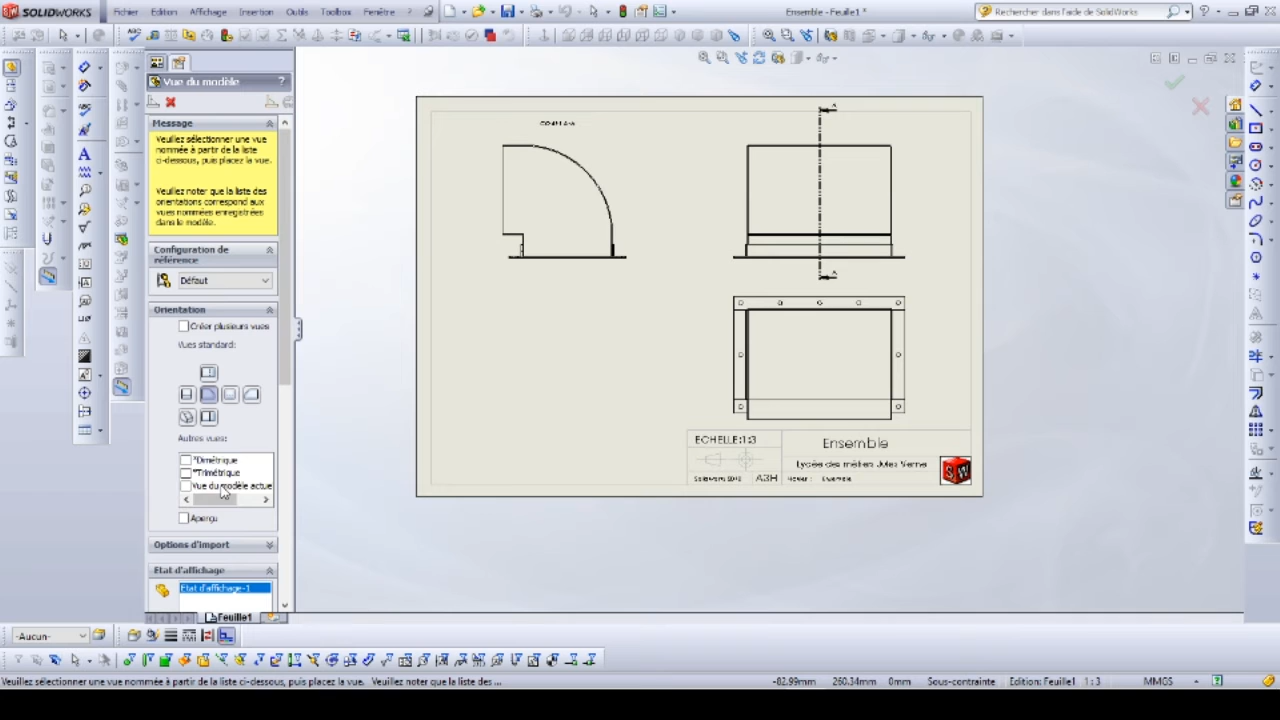 SOLIDWORKS
Fichier Edition Affichage Insertion Outils Toolbox Fenêtre ?
Ensemble - Feuille1 *
Rechercher dans l'aide de SolidWorks
Vue du modèle ?
Message
Veuillez sélectionner une vue
nommée à partir de la liste
ci-dessous, puis placez la vue.
Veuillez noter que la liste des
orientations correspond aux
vues nommées enregistrées
dans le modèle.
Configuration de
référence
Défaut
Orientation
Créer plusieurs vues
Vues standard:
Autres vues:
*Dimétrique
*Trimétrique
Vue du modèle actue
Aperçu
Options d'import
Etat d'affichage
Etat d'affichage-1
COUPE A-A
A
A
ECHELLE:1:3
Ensemble
Lycée des métiers Jules Verne
A3H
Ensemble
Feuille1
-Aucun-
Veuillez sélectionner une vue nommée à partir de la liste ci-dessous, puis placez la vue. Veuillez noter que la liste des ...
-82.99mm 260.34mm 0mm Sous-contrainte Edition: Feuille1 1 : 3 MMGS